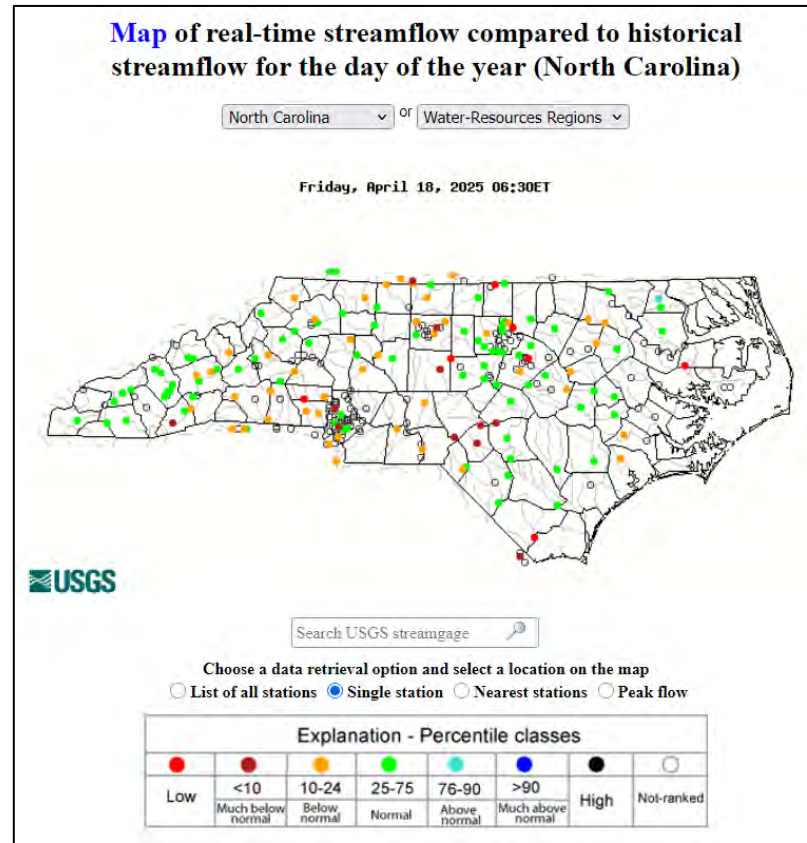 Map of real-time streamflow compared to historical
streamflow for the day of the year (North Carolina)
North Carolina or Water-Resources Regions
Friday, April 18, 2025 06:30ET
USGS
Search USGS streamgage
Choose a data retrieval option and select a location on the map
List of all stations Single station Nearest stations Peak flow
Explanation - Percentile classes
Low <10 10-24 25-75 76-90 >90 High Not-ranked
Much below normal Below normal Normal Above normal Much above normal